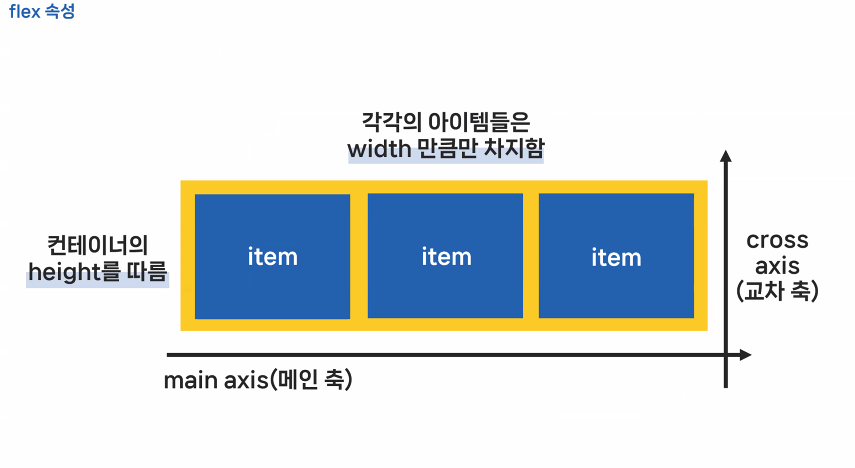 flex 속성
각각의 아이템들은
width 만큼만 차지함
컨테이너의
height를 따름
item
item
item
cross
axis
(교차 축)
main axis(메인 축)